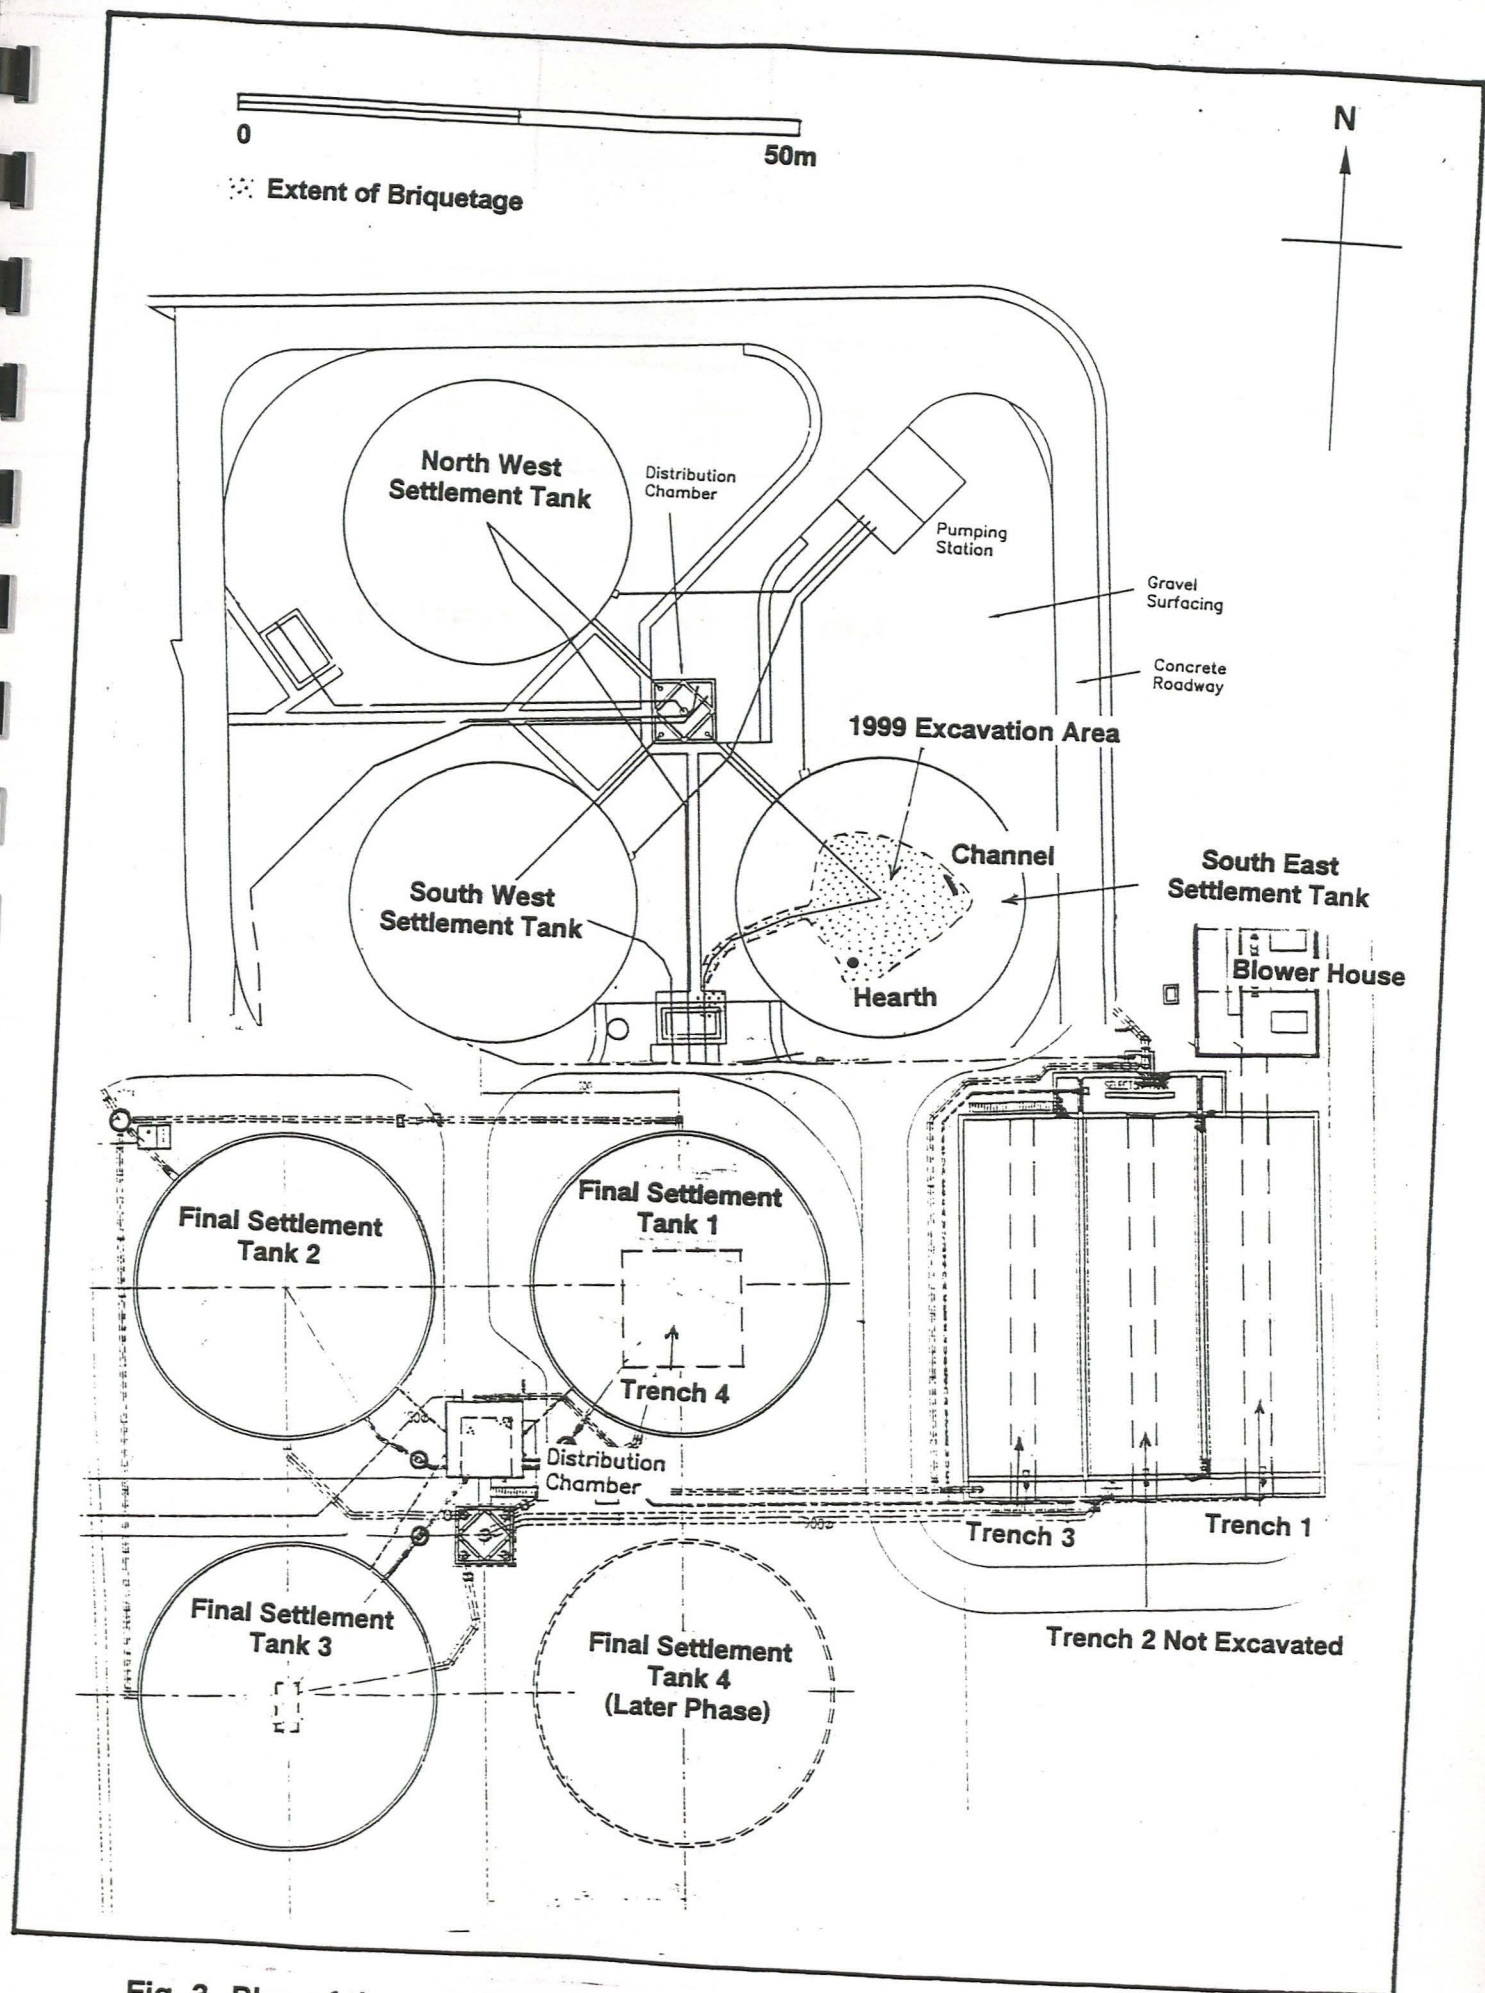 0
50m
Extent of Briquetage
N
North West
Settlement Tank
Distribution
Chamber
Pumping
Station
Gravel
Surfacing
Concrete
Roadway
1999 Excavation Area
Channel
South East
Settlement Tank
South West
Settlement Tank
Blower House
Hearth
Final Settlement
Tank 1
Final Settlement
Tank 2
Trench 4
Distribution
Chamber
Trench 3
Trench 1
Final Settlement
Tank 3
Final Settlement
Tank 4
(Later Phase)
Trench 2 Not Excavated